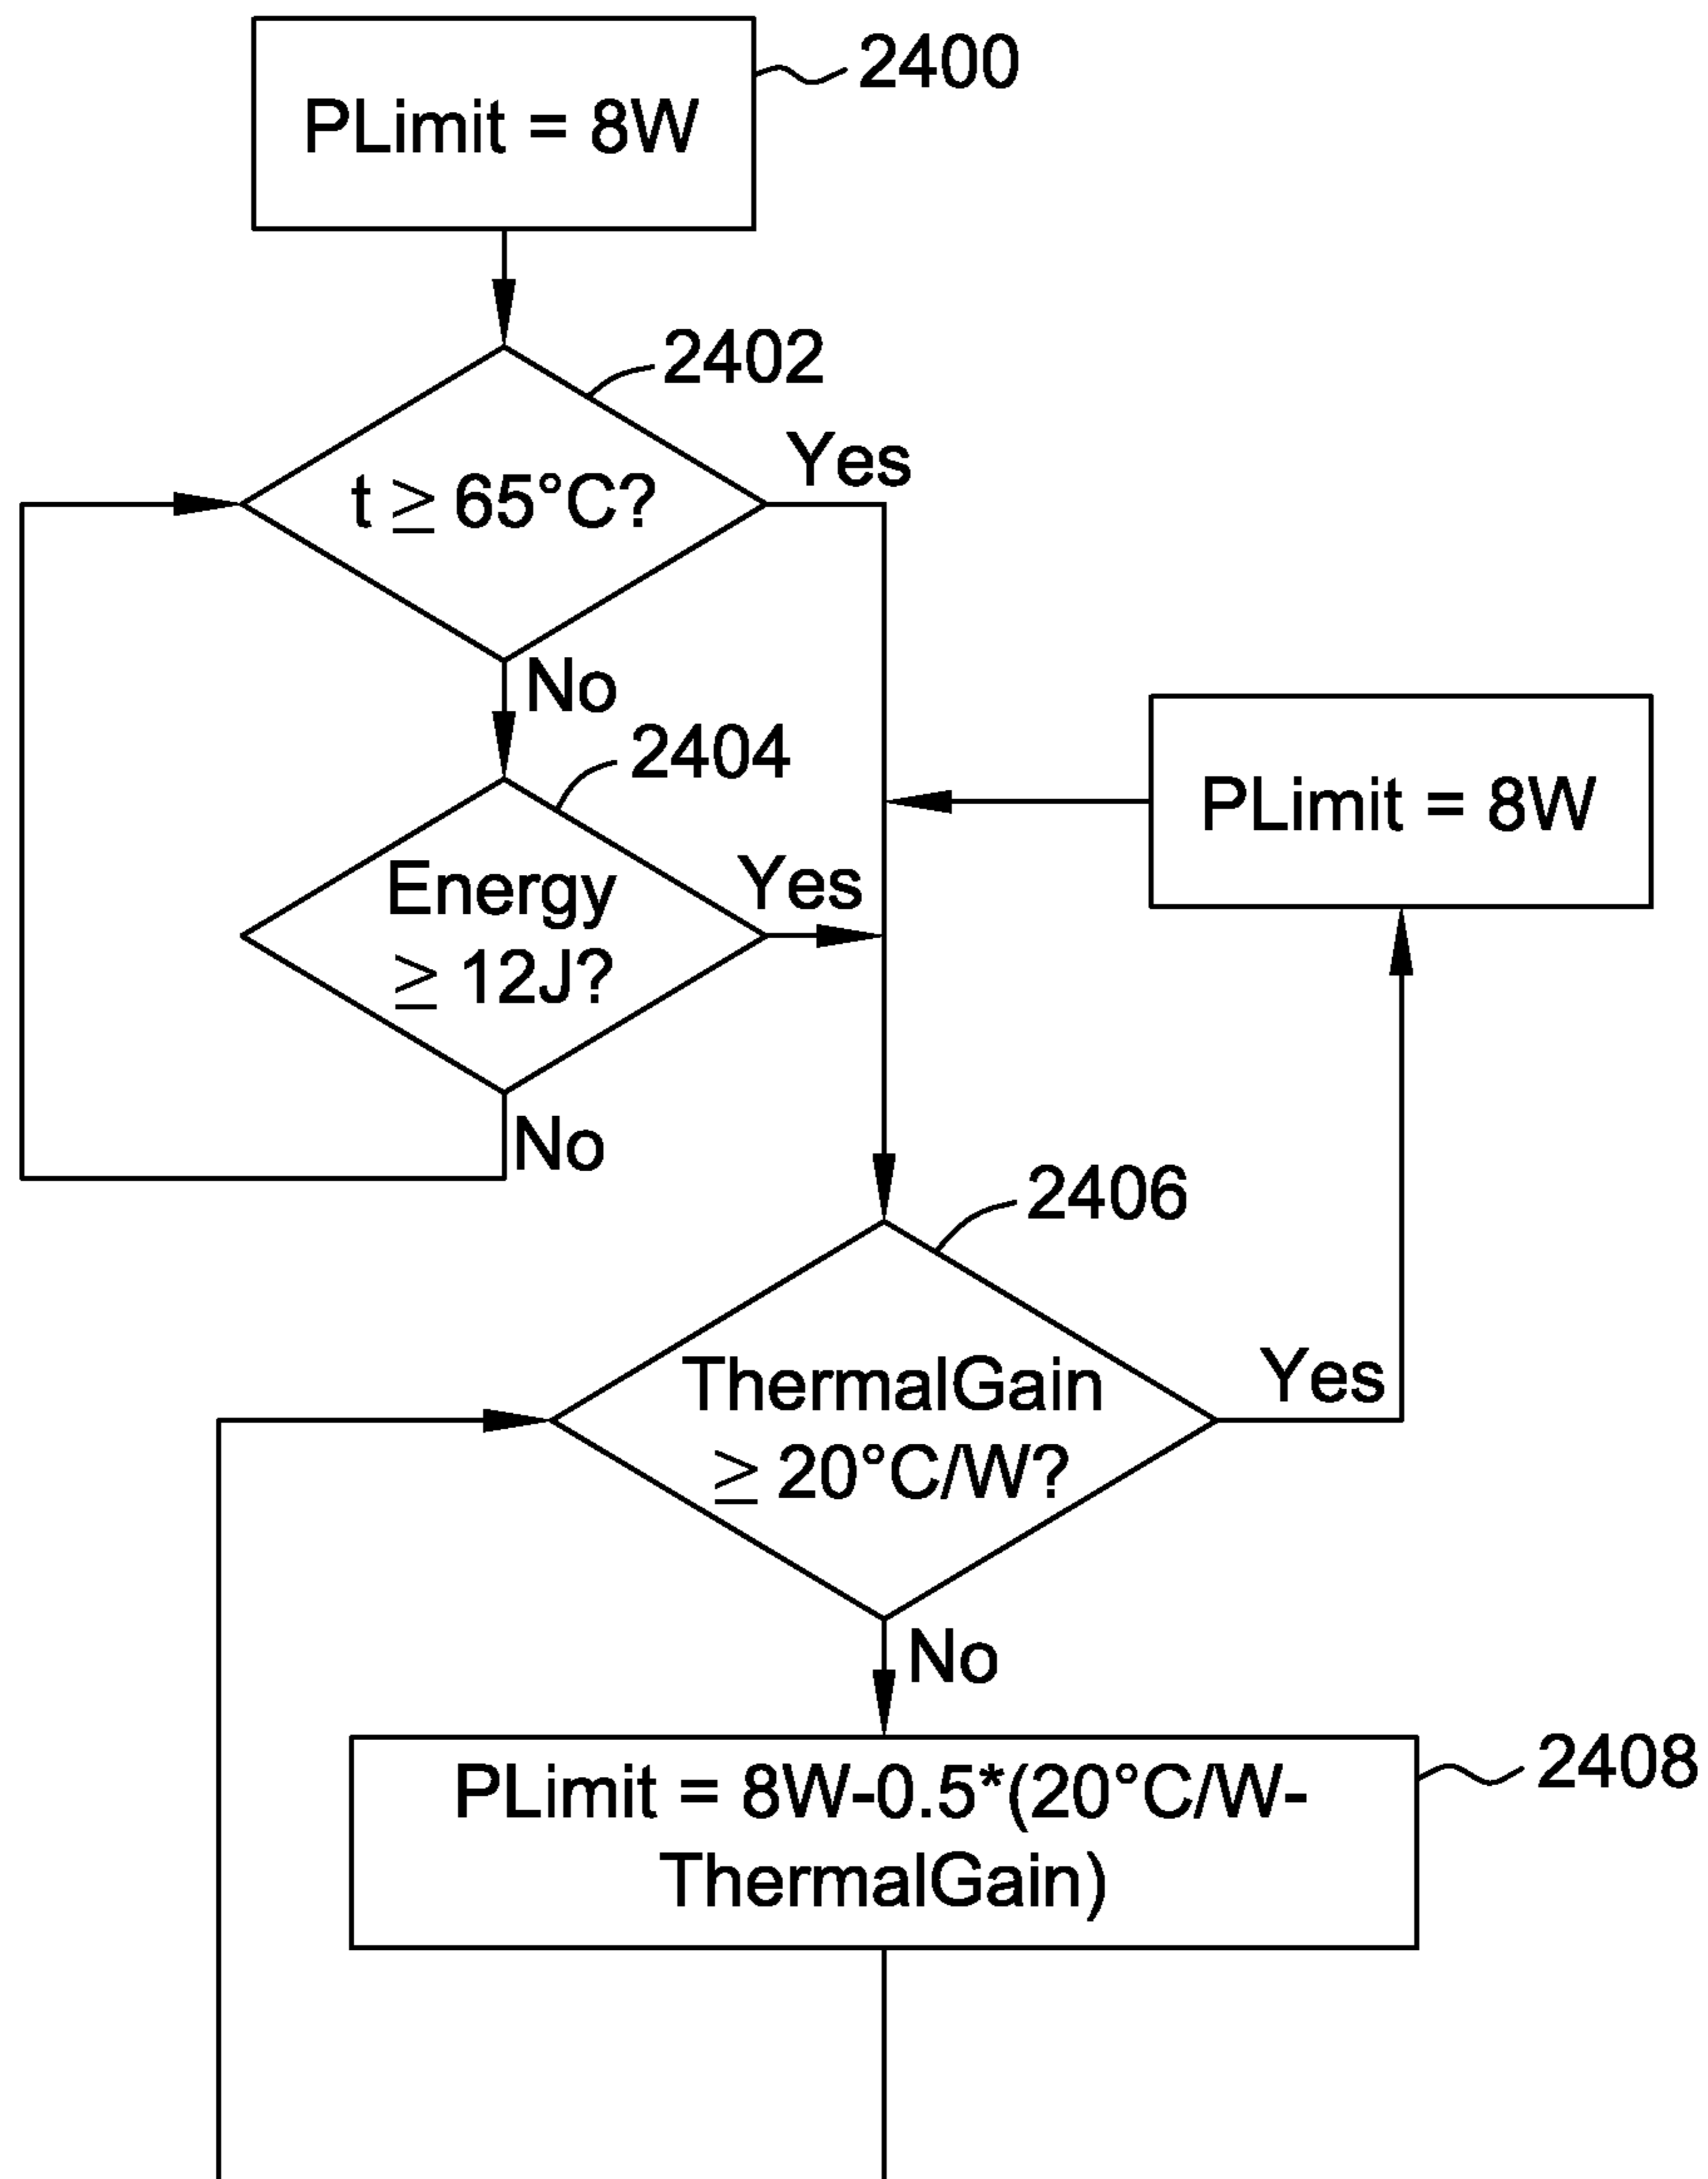 PLimit = 8W
2400
2402
t ≥ 65°C?
Yes
No
2404
Energy
≥ 12J?
Yes
No
PLimit = 8W
2406
ThermalGain
≥ 20°C/W?
Yes
No
PLimit = 8W-0.5*(20°C/W-
ThermalGain)
2408